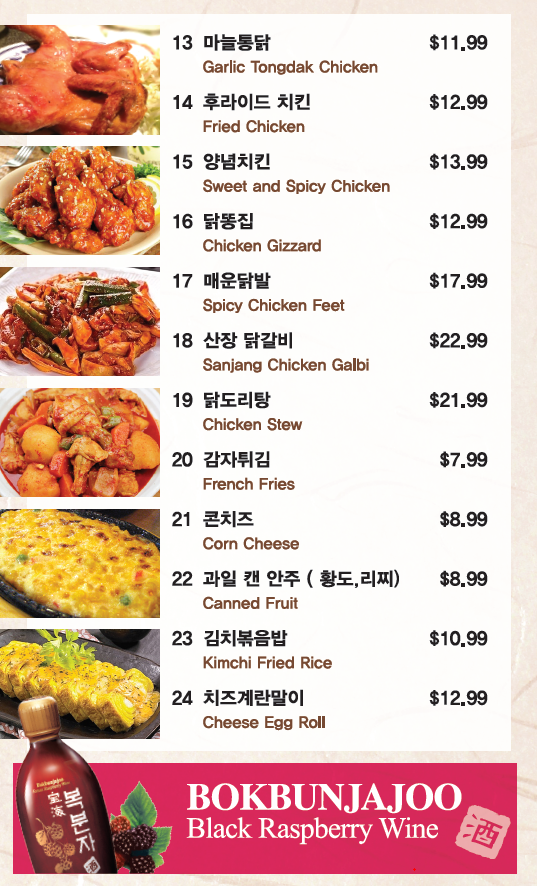 13 마늘통닭 $11.99
Garlic Tongdak Chicken
14 후라이드 치킨 $12.99
Fried Chicken
15 양념치킨 $13.99
Sweet and Spicy Chicken
16 닭똥집 $12.99
Chicken Gizzard
17 매운닭발 $17.99
Spicy Chicken Feet
18 산장 닭갈비 $22.99
Sanjang Chicken Galbi
19 닭도리탕 $21.99
Chicken Stew
20 감자튀김 $7.99
French Fries
21 콘치즈 $8.99
Corn Cheese
22 과일 캔 안주 ( 황도,리찌) $8.99
Canned Fruit
23 김치볶음밥 $10.99
Kimchi Fried Rice
24 치즈계란말이 $12.99
Cheese Egg Roll
Bokbunjajoo
복분자
BOKBUNJAJOO
Black Raspberry Wine
酒